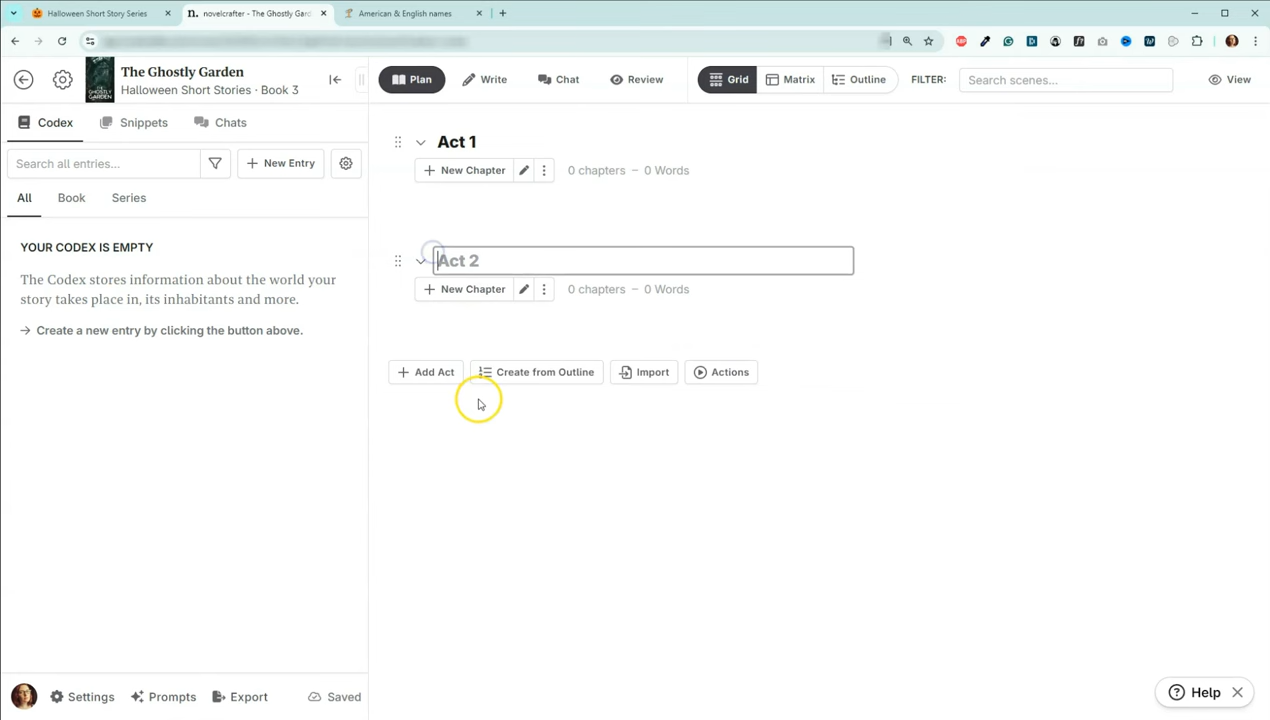 Halloween Short Story Series
novelcrafter - The Ghostly Gard
American & English names
THE GHOSTLY GARDEN
The Ghostly Garden
Halloween Short Stories · Book 3
Plan
Write
Chat
Review
Grid
Matrix
Outline
FILTER:
Search scenes...
View
Codex
Snippets
Chats
Search all entries...
New Entry
All
Book
Series
YOUR CODEX IS EMPTY
The Codex stores information about the world your
story takes place in, its inhabitants and more.
→ Create a new entry by clicking the button above.
Act 1
New Chapter
0 chapters – 0 Words
Act 2
New Chapter
0 chapters – 0 Words
Add Act
Create from Outline
Import
Actions
Settings
Prompts
Export
Saved
Help